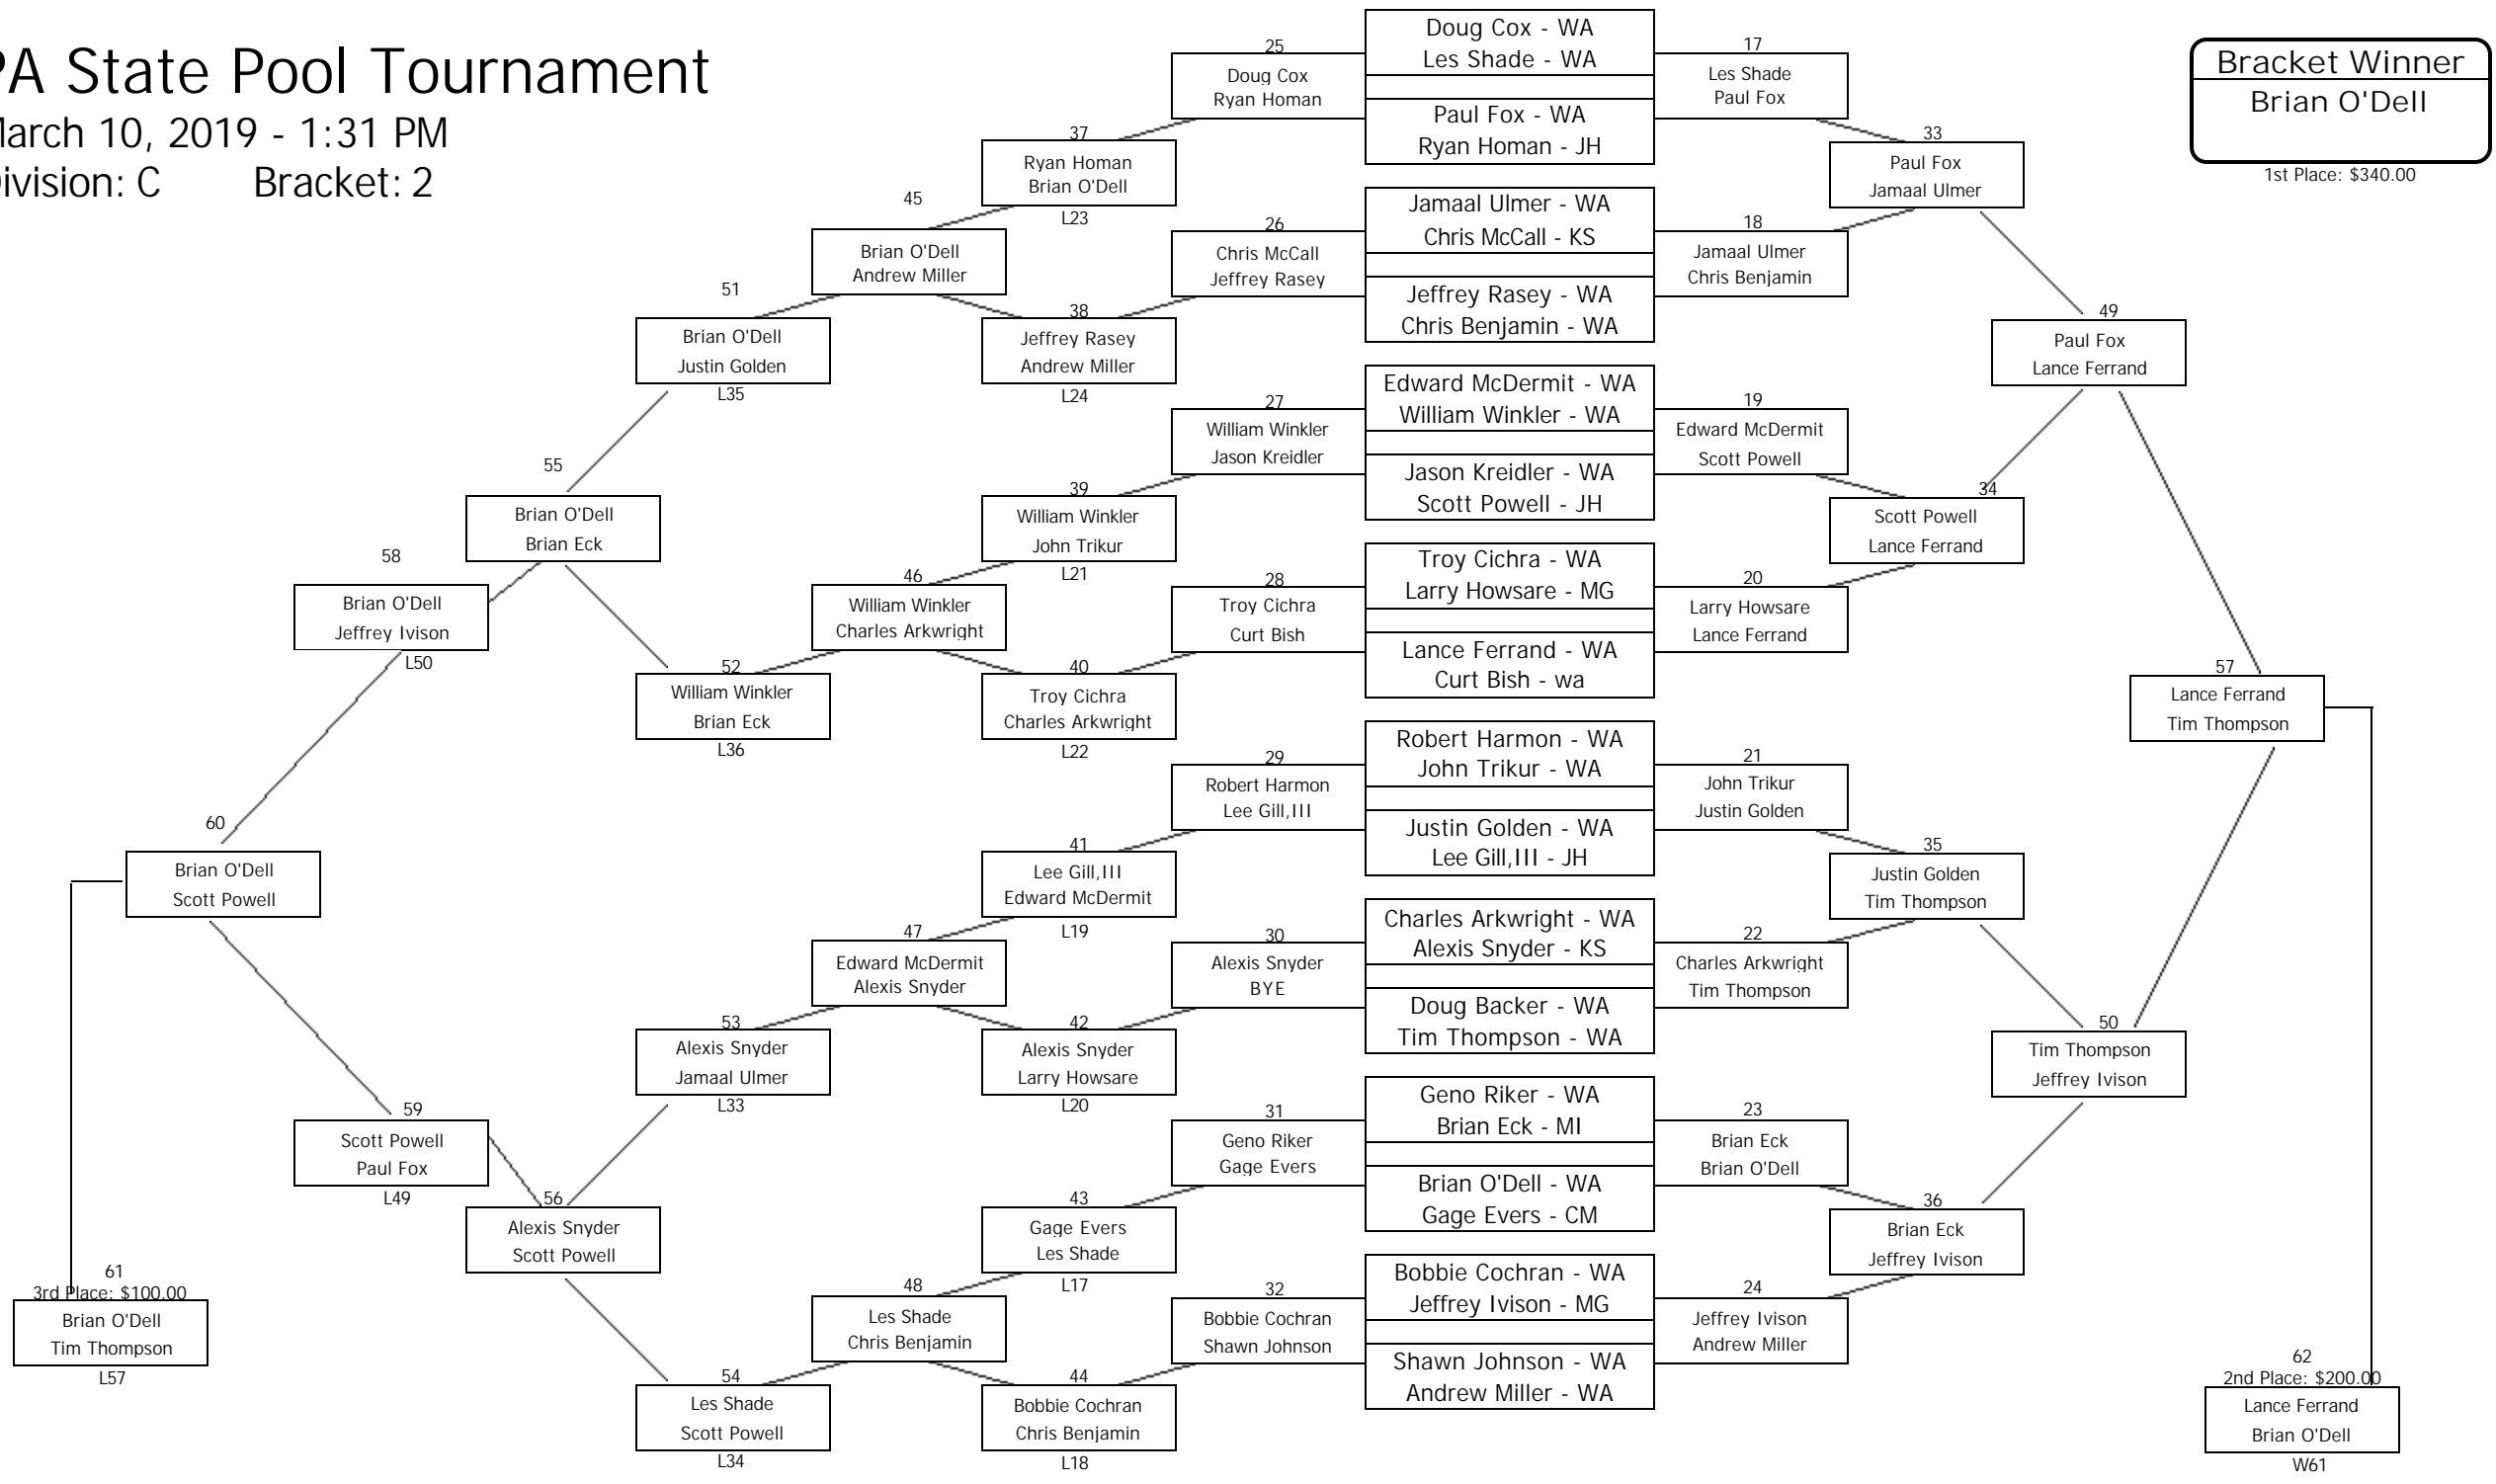 PA State Pool Tournament
March 10, 2019 - 1:31 PM
Division: C Bracket: 2
Bracket Winner
Brian O'Dell
1st Place: $340.00
Doug Cox - WA
Les Shade - WA
Paul Fox - WA
Ryan Homan - JH
Jamaal Ulmer - WA
Chris McCall - KS
Jeffrey Rasey - WA
Chris Benjamin - WA
Edward McDermit - WA
William Winkler - WA
Jason Kreidler - WA
Scott Powell - JH
Troy Cichra - WA
Larry Howsare - MG
Lance Ferrand - WA
Curt Bish - wa
Robert Harmon - WA
John Trikur - WA
Justin Golden - WA
Lee Gill,III - JH
Charles Arkwright - WA
Alexis Snyder - KS
Doug Backer - WA
Tim Thompson - WA
Geno Riker - WA
Brian Eck - MI
Brian O'Dell - WA
Gage Evers - CM
Bobbie Cochran - WA
Jeffrey Ivison - MG
Shawn Johnson - WA
Andrew Miller - WA
17
Les Shade
Paul Fox
18
Jamaal Ulmer
Chris Benjamin
19
Edward McDermit
Scott Powell
20
Larry Howsare
Lance Ferrand
21
John Trikur
Justin Golden
22
Charles Arkwright
Tim Thompson
23
Brian Eck
Brian O'Dell
24
Jeffrey Ivison
Andrew Miller
33
Paul Fox
Jamaal Ulmer
34
Scott Powell
Lance Ferrand
35
Justin Golden
Tim Thompson
36
Brian Eck
Jeffrey Ivison
49
Paul Fox
Lance Ferrand
50
Tim Thompson
Jeffrey Ivison
57
Lance Ferrand
Tim Thompson
62
2nd Place: $200.00
Lance Ferrand
Brian O'Dell
W61
25
Doug Cox
Ryan Homan
26
Chris McCall
Jeffrey Rasey
27
William Winkler
Jason Kreidler
28
Troy Cichra
Curt Bish
29
Robert Harmon
Lee Gill,III
30
Alexis Snyder
BYE
31
Geno Riker
Gage Evers
32
Bobbie Cochran
Shawn Johnson
37
Ryan Homan
Brian O'Dell
L23
38
Jeffrey Rasey
Andrew Miller
L24
39
William Winkler
John Trikur
L21
40
Troy Cichra
Charles Arkwright
L22
41
Lee Gill,III
Edward McDermit
L19
42
Alexis Snyder
Larry Howsare
L20
43
Gage Evers
Les Shade
L17
44
Bobbie Cochran
Chris Benjamin
L18
45
Brian O'Dell
Andrew Miller
46
William Winkler
Charles Arkwright
47
Edward McDermit
Alexis Snyder
48
Les Shade
Chris Benjamin
51
Brian O'Dell
Justin Golden
L35
52
William Winkler
Brian Eck
L36
53
Alexis Snyder
Jamaal Ulmer
L33
54
Les Shade
Scott Powell
L34
55
Brian O'Dell
Brian Eck
56
Alexis Snyder
Scott Powell
58
Brian O'Dell
Jeffrey Ivison
L50
59
Scott Powell
Paul Fox
L49
60
Brian O'Dell
Scott Powell
61
3rd Place: $100.00
Brian O'Dell
Tim Thompson
L57